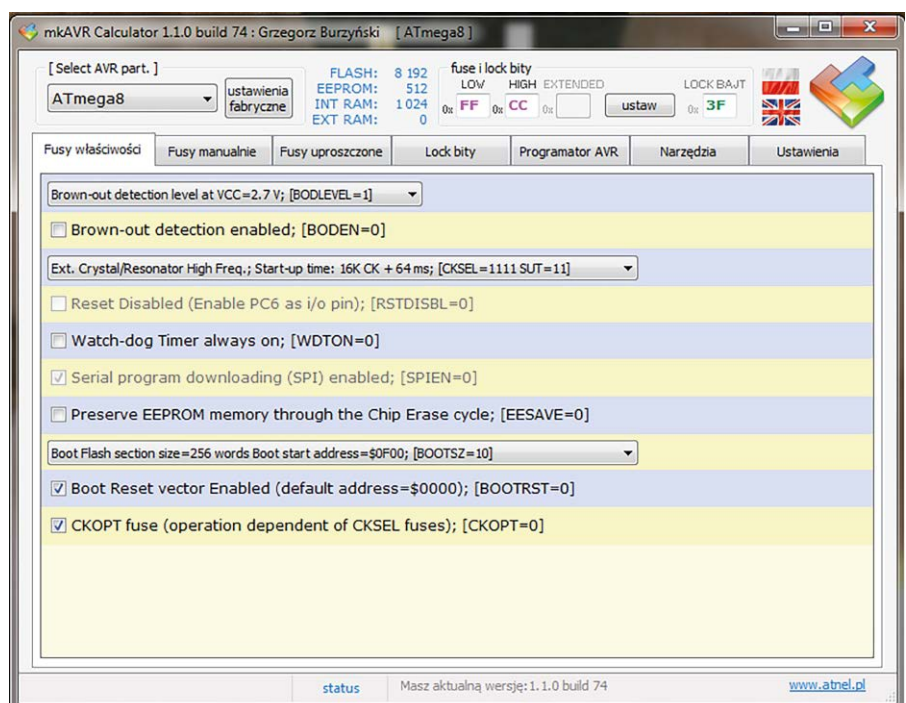 mkAVR Calculator 1.1.0 build 74 : Grzegorz Burzyński [ ATmega8 ]
[ Select AVR part. ]
ATmega8
ustawienia
fabryczne
FLASH: 8 192
EEPROM: 512
INT RAM: 1 024
EXT RAM: 0
fuse i lock bity
LOW HIGH EXTENDED LOCK BAJT
0x FF 0x CC 0x ustaw 0x 3F
Fusy właściwości Fusy manualnie Fusy uproszczone Lock bity Programator AVR Narzędzia Ustawienia
Brown-out detection level at VCC=2.7 V; [BODLEVEL=1]
Brown-out detection enabled; [BODEN=0]
Ext. Crystal/Resonator High Freq.; Start-up time: 16K CK + 64 ms; [CKSEL=1111 SUT=11]
Reset Disabled (Enable PC6 as i/o pin); [RSTDISBL=0]
Watch-dog Timer always on; [WDTON=0]
Serial program downloading (SPI) enabled; [SPIEN=0]
Preserve EEPROM memory through the Chip Erase cycle; [EESAVE=0]
Boot Flash section size=256 words Boot start address=$0F00; [BOOTSZ=10]
Boot Reset vector Enabled (default address=$0000); [BOOTRST=0]
CKOPT fuse (operation dependent of CKSEL fuses); [CKOPT=0]
status Masz aktualną wersję:1.1.0 build 74 www.atnel.pl